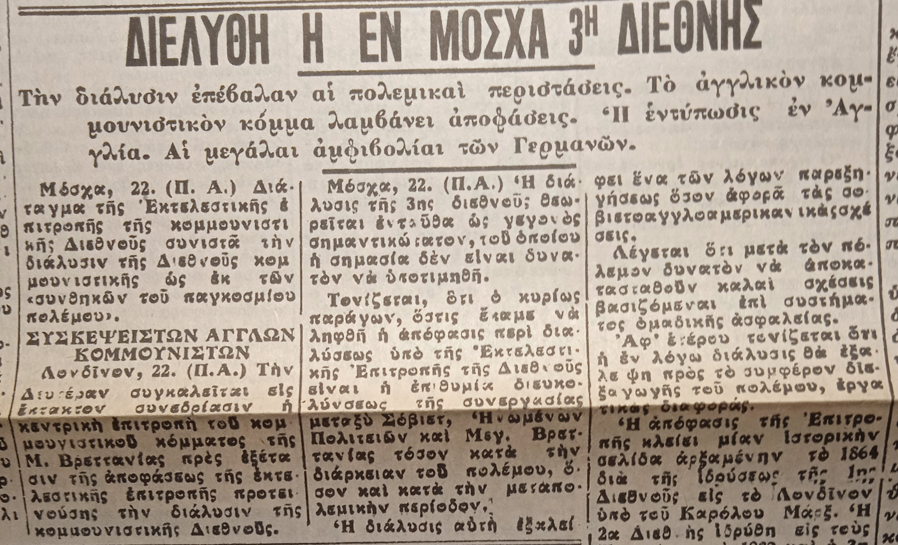 ΔΙΕΛΥΘΗ Η ΕΝ ΜΟΣΧΑ 3Η ΔΙΕΘΝΗΣ
Τὴν διάλυσιν ἐπέβαλαν αἱ πολεμικαὶ περιστάσεις. Τὸ ἀγγλικὸν κομ-
μουνιστικὸν κόμμα λαμβάνει ἀποφάσεις. Ἡ ἐντύπωσις ἐν Ἀγ-
γλία. Αἱ μεγάλαι ἀμφιβολίαι τῶν Γερμανῶν.
Μόσχα, 22. (Π. Α.) Διά-
ταγμα τῆς Ἐκτελεστικῆς ἐ
πιτροπῆς τῆς κομμουνιστι
κῆς Διεθνοῦς συνιστᾶ τὴν
διάλυσιν τῆς Διεθνοῦς κομ
μουνιστικῆς ὡς ἐκ τῶν
«συνθηκῶν τοῦ παγκοσμίου
πολέμου».
ΣΥΣΚΕΨΕΙΣ ΤΩΝ ΑΓΓΛΩΝ
ΚΟΜΜΟΥΝΙΣΤΩΝ
Λονδῖνον, 22. (Π.Α.) Τὴν
Δευτέραν συγκαλεῖται εἰς
ἔκτακτον συνεδρίασιν ἡ
κεντρικὴ ἐπιτροπὴ τοῦ κομ
μουνιστικοῦ κόμματος τῆς
Μ. Βρεττανίας πρὸς ἐξέτα
σιν τῆς ἀποφάσεως τῆς ἐκτε
λεστικῆς ἐπιτροπῆς προτει
νούσης τὴν διάλυσιν τῆς
κομμουνιστικῆς Διεθνοῦς.
Μόσχα, 22. (Π.Α.) Ἡ διά-
λυσις τῆς 3ης διεθνοῦς θεω-
ρεῖται ἐνταῦθα ὡς γεγονὸς
σημαντικώτατον, τοῦ ὁποίου
ἡ σημασία δὲν εἶναι δυνα-
τὸν νὰ ὑποτιμηθῆ.
Τονίζεται, ὅτι ὁ κυρίως
παράγων, ὅστις ἔκαμε νὰ
ληφθῆ ἡ ἀπόφασις περὶ δια-
λύσεως ὑπὸ τῆς Ἐκτελεστι-
κῆς Ἐπιτροπῆς τῆς Διεθνοῦς
εἶναι ἡ ἐπιθυμία διευκο-
λύνσεως τῆς συνεργασίας
μεταξὺ Σόβιετ, Ἡνωμένων
Πολιτειῶν καὶ Μεγ. Βρετ-
τανίας τόσον κατὰ τὴν
διάρκειαν τοῦ πολέμου, ὅ-
σον καὶ κατὰ τὴν μεταπο-
λεμικὴν περίοδον.
Ἡ διάλυσις αὐτὴ ἐξαλεί
φει ἕνα τῶν λόγων παρεξη-
γήσεως ὅσον ἀφορᾶ τὰς σο-
βιετοαγγλοαμερικανικὰς σχέ
σεις.
Λέγεται ὅτι μετὰ τὸν πό-
λεμον δυνατὸν νὰ ἀποκα-
τασταθοῦν καλαὶ σχέσεις
βασιζόμεναι ἐπὶ συστήμα-
τος ὁμαδικῆς ἀσφαλείας.
Ἀφ' ἑτέρου τονίζεται ὅτι
ἡ ἐν λόγω διάλυσις θὰ ἐξα-
λείψη πρὸς τὸ συμφέρον διε-
ξαγωγῆς τοῦ πολέμου, ἐργα
τικὰς διαφοράς.
Ἡ ἀπόφασις τῆς Ἐπιτρο-
πῆς κλείει μίαν ἱστορικὴν
σελίδα ἀρξαμένην τὸ 1864
διὰ τῆς ἱδρύσεως τῆς 1ης
Διεθνοῦς εἰς τὸ Λονδῖνον
ὑπὸ τοῦ Καρόλου Μάρξ. Ἡ
2α Διεθνὴς ἱδρύθη εἰς τοὺς